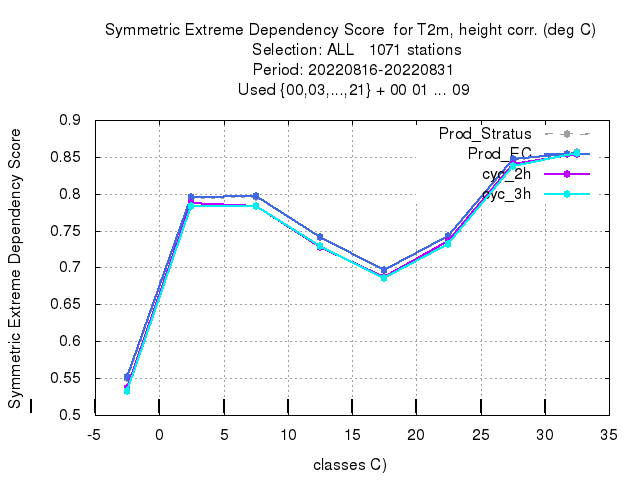 Symmetric Extreme Dependency Score for T2m, height corr. (deg C)
Selection: ALL 1071 stations
Period: 20220816-20220831
Used {00,03,...,21} + 00 01 ... 09
Symmetric Extreme Dependency Score
0.9
0.85
0.8
0.75
0.7
0.65
0.6
0.55
0.5
Prod_Stratus
Prod_EC
cyc_2h
cyc_3h
-5 0 5 10 15 20 25 30 35
classes C)